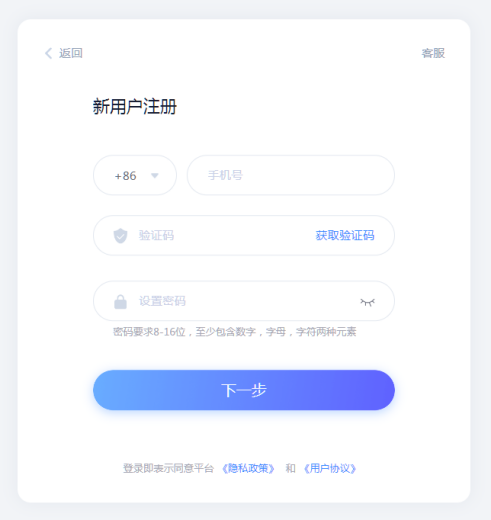 返回 客服
新用户注册
+86 手机号
验证码 获取验证码
设置密码
密码要求8-16位，至少包含数字，字母，字符两种元素
下一步
登录即表示同意平台 《隐私政策》 和 《用户协议》